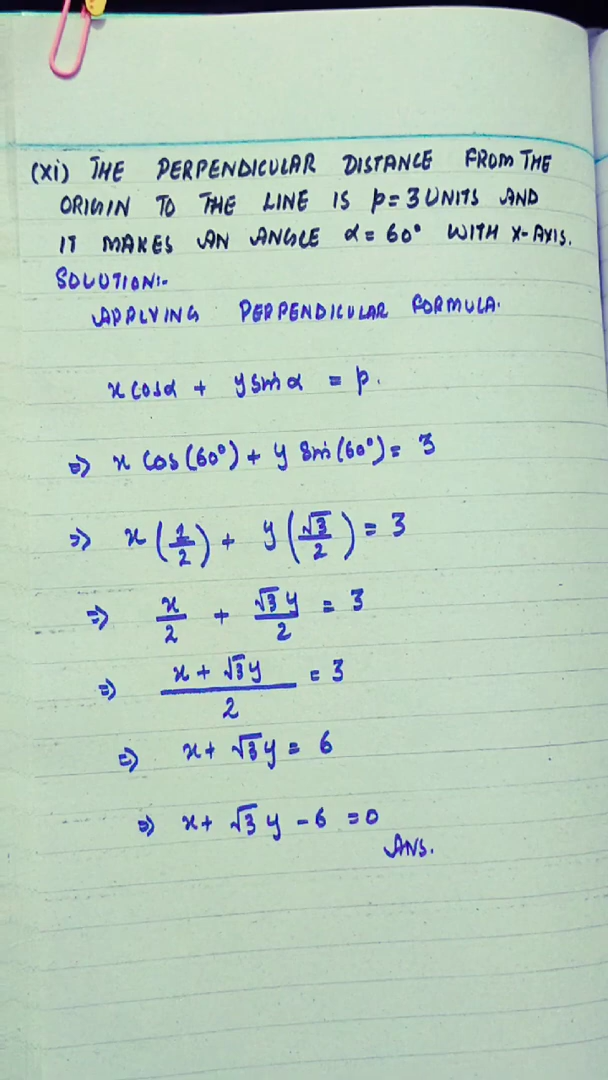 (xi) THE PERPENDICULAR DISTANCE FROM THE
ORIGIN TO THE LINE IS p=3 UNITS AND
IT MAKES AN ANGLE α=60° WITH X-AXIS.
SOLUTION:-
APPLYING PERPENDICULAR FORMULA.
x cosα + y sinα = p.
⇒ x cos(60°) + y sin(60°) = 3
⇒ x(1/2) + y(√3/2) = 3
⇒ x/2 + √3y/2 = 3
⇒ (x + √3y)/2 = 3
⇒ x + √3y = 6
⇒ x + √3y - 6 = 0
ANS.